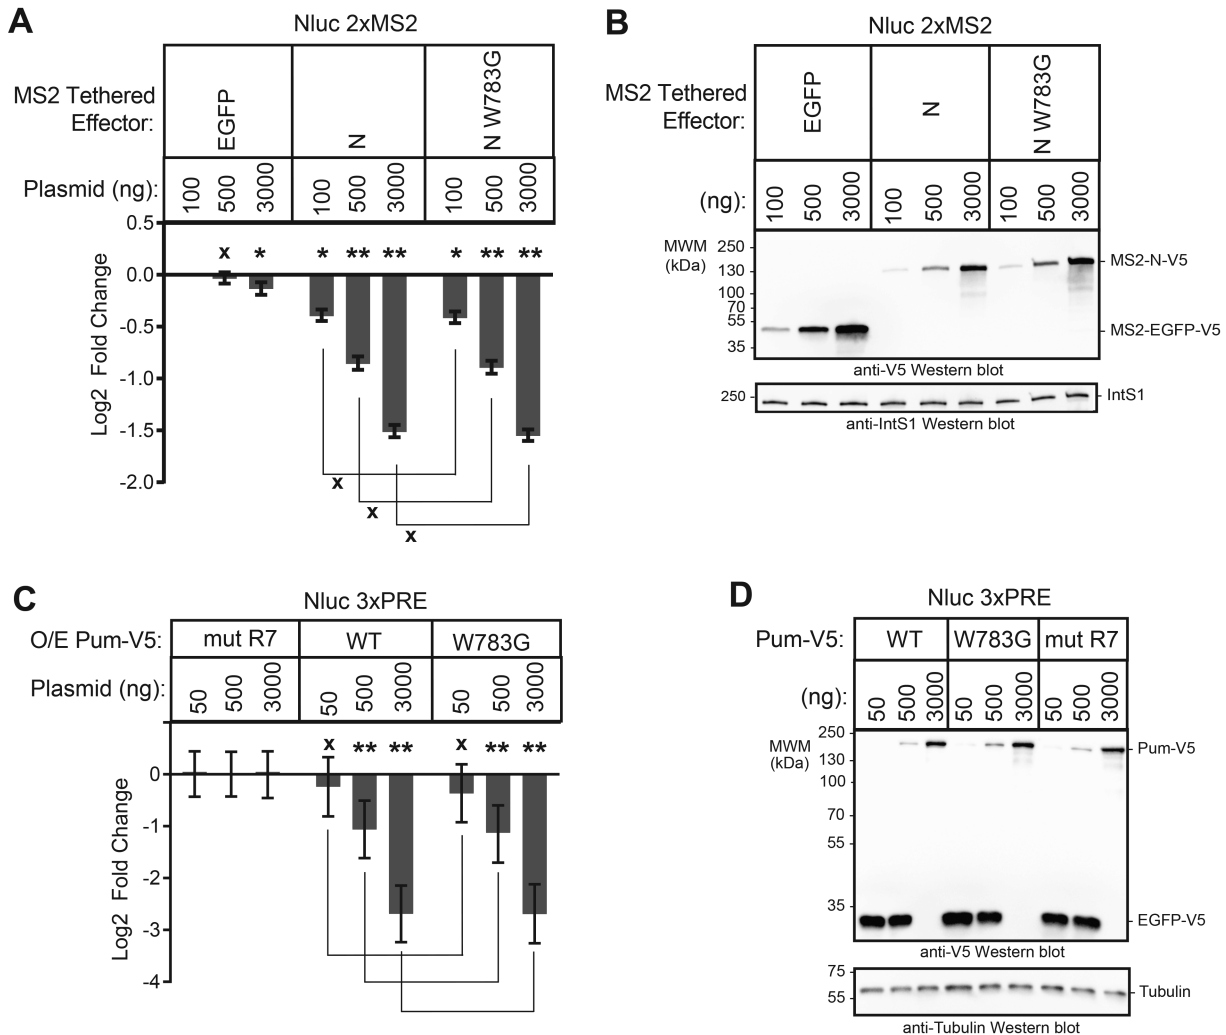 A
Nluc 2xMS2
MS2 Tethered
Effector:
EGFP
N
N W783G
Plasmid (ng):
100 500 3000 100 500 3000 100 500 3000
Log2 Fold Change
0.5
x * * ** ** * ** **
0.0
-0.5
-1.0
-1.5
-2.0
x
x
x
B
Nluc 2xMS2
MS2 Tethered
Effector:
EGFP
N
N W783G
(ng):
100 500 3000 100 500 3000 100 500 3000
MWM
(kDa)
250
130
100
70
55
35
MS2-N-V5
MS2-EGFP-V5
anti-V5 Western blot
250
IntS1
anti-IntS1 Western blot
C
Nluc 3xPRE
O/E Pum-V5:
mut R7
WT
W783G
Plasmid (ng):
50 500 3000 50 500 3000 50 500 3000
Log2 Fold Change
x ** ** x ** **
0
-1
-2
-3
-4
D
Nluc 3xPRE
Pum-V5:
WT
W783G
mut R7
(ng):
50 500 3000 50 500 3000 50 500 3000
MWM
(kDa)
250
130
100
70
55
35
Pum-V5
EGFP-V5
anti-V5 Western blot
75
55
Tubulin
anti-Tubulin Western blot